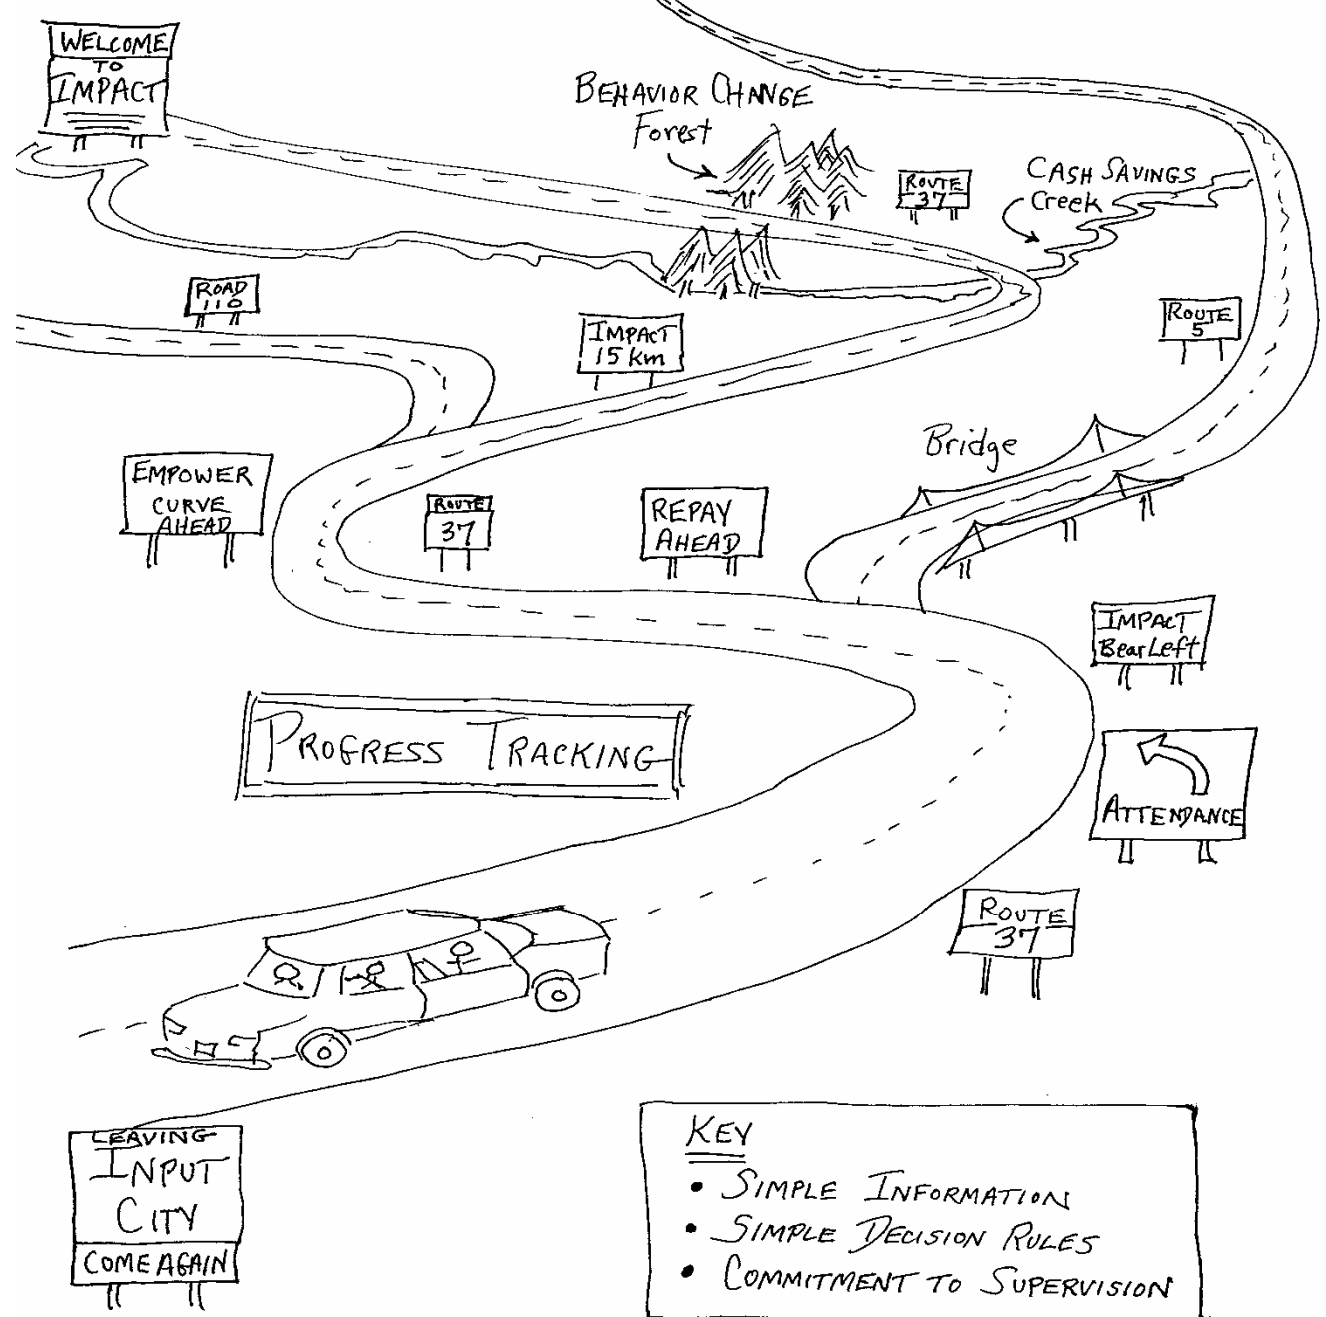 WELCOME
TO
IMPACT
BEHAVIOR CHANGE
Forest
ROUTE
37
CASH SAVINGS
Creek
ROAD
110
IMPACT
15 km
ROUTE
5
EMPOWER
CURVE
AHEAD
ROUTE
37
REPAY
AHEAD
Bridge
IMPACT
Bear Left
PROGRESS TRACKING
ATTENDANCE
ROUTE
37
LEAVING
INPUT
CITY
COME AGAIN
KEY
• SIMPLE INFORMATION
• SIMPLE DECISION RULES
• COMMITMENT TO SUPERVISION